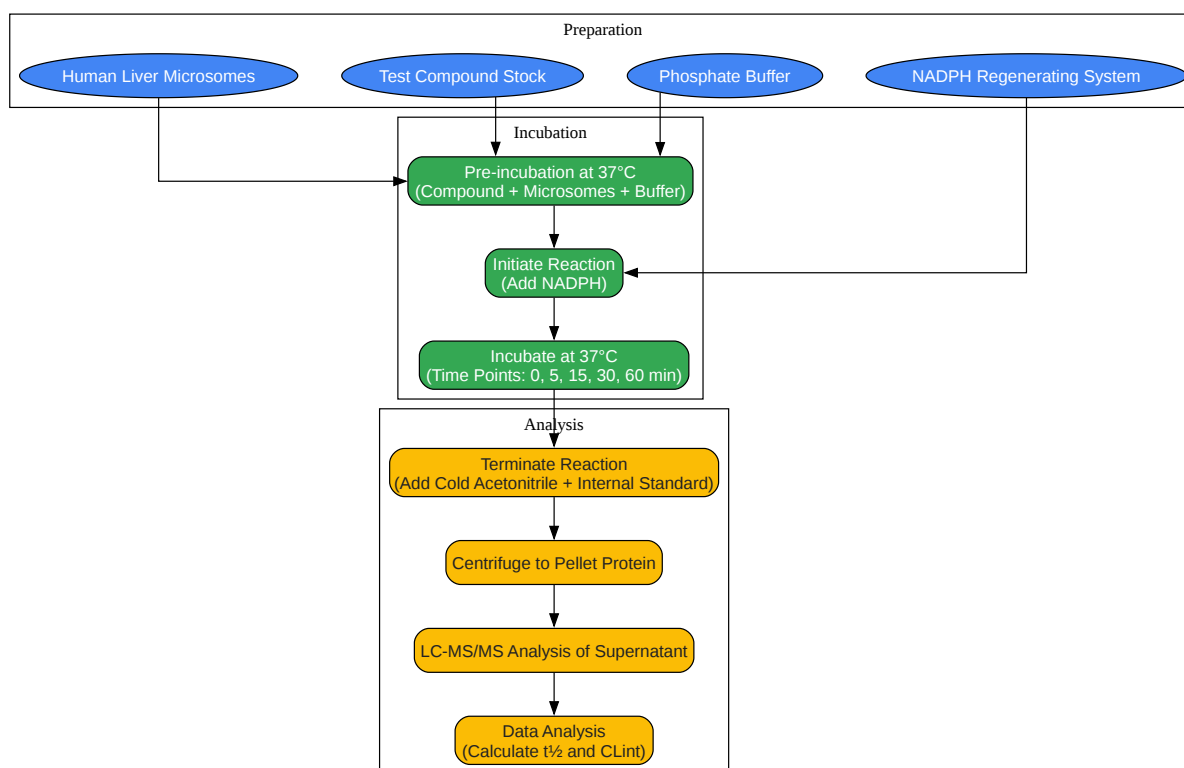 Preparation
Human Liver Microsomes
Test Compound Stock
Phosphate Buffer
NADPH Regenerating System
Incubation
Pre-incubation at 37°C
(Compound + Microsomes + Buffer)
Initiate Reaction
(Add NADPH)
Incubate at 37°C
(Time Points: 0, 5, 15, 30, 60 min)
Analysis
Terminate Reaction
(Add Cold Acetonitrile + Internal Standard)
Centrifuge to Pellet Protein
LC-MS/MS Analysis of Supernatant
Data Analysis
(Calculate t½ and CLint)